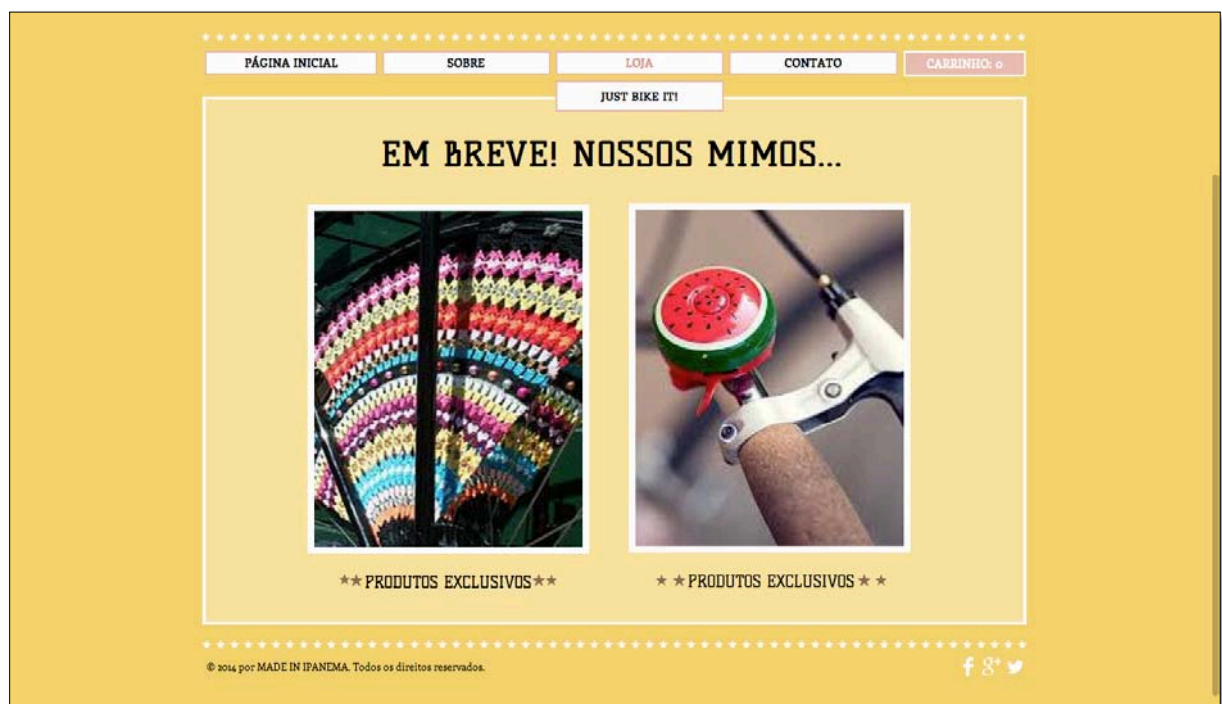 PÁGINA INICIAL SOBRE LOJA CONTATO CARRINHO: 0
JUST BIKE IT!
EM BREVE! NOSSOS MIMOS...
★★PRODUTOS EXCLUSIVOS★★ ★ ★PRODUTOS EXCLUSIVOS★ ★
© 2014 por MADE IN IPANEMA. Todos os direitos reservados.
f g+